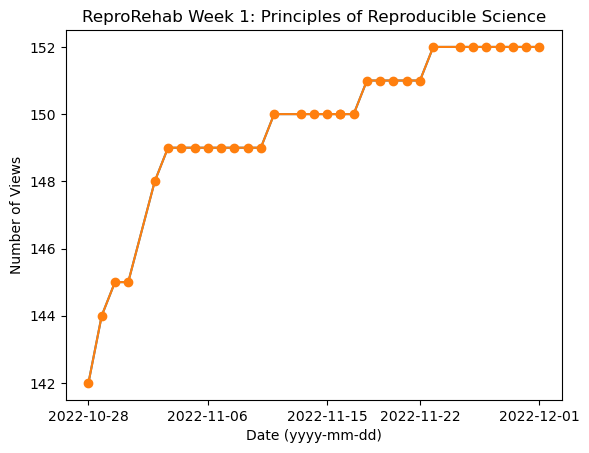 ReproRehab Week 1: Principles of Reproducible Science
152
150
148
146
144
142
Number of Views
2022-10-28 2022-11-06 2022-11-15 2022-11-22 2022-12-01
Date (yyyy-mm-dd)